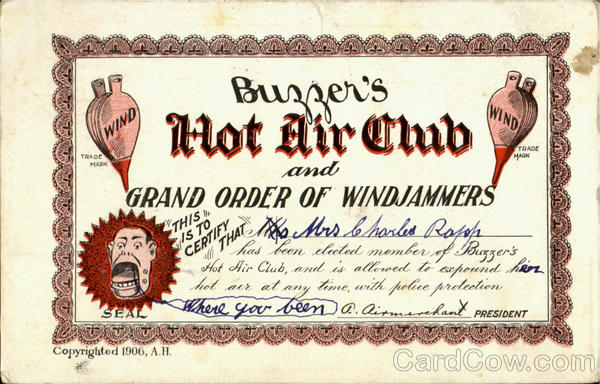 Buzzer's
Hot Air Club
and
GRAND ORDER OF WINDJAMMERS
WIND
TRADE MARK
WIND
TRADE MARK
"THIS IS TO CERTIFY THAT" Mrs Charles Rapp
has been elected member of Buzzer's
Hot Air Club, and is allowed to expound her
hot air at any time, with police protection
SEAL
Where you been A. Airmerchant PRESIDENT
Copyrighted 1906, A.H.
CardCow.com